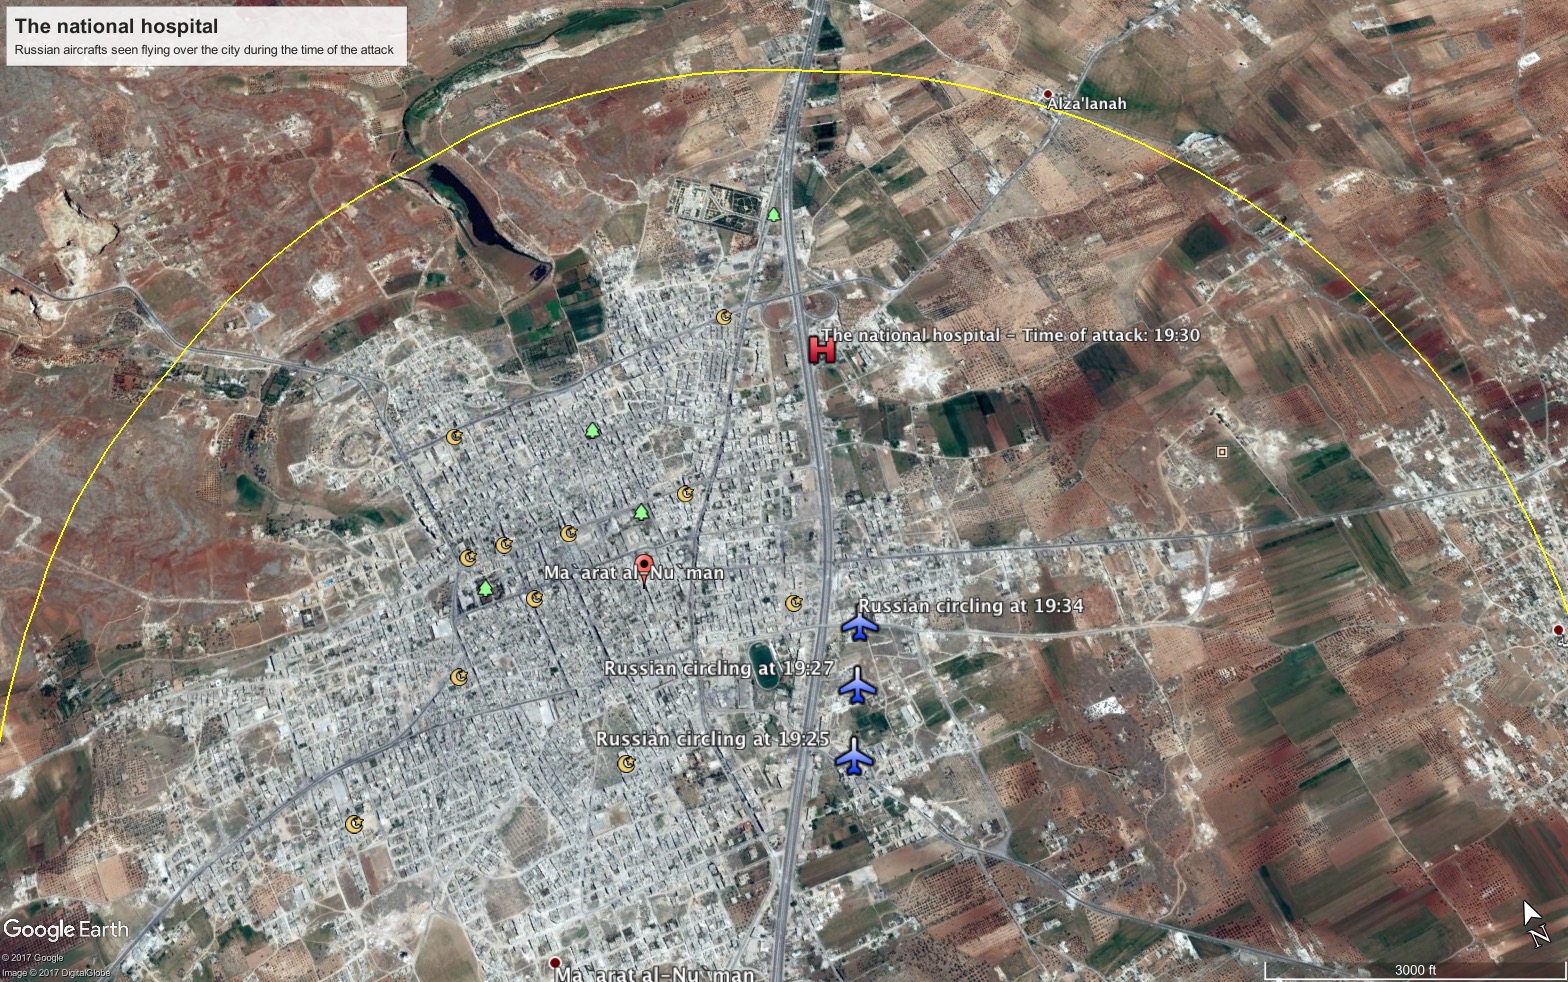 The national hospital
Russian aircrafts seen flying over the city during the time of the attack
Alza'lanah
The national hospital - Time of attack: 19:30
Ma`arat al-Nu`man
Russian circling at 19:34
Russian circling at 19:27
Russian circling at 19:25
N
Google Earth
© 2017 Google
Image © 2017 DigitalGlobe
3000 ft
Ma`arat al-Nu`man